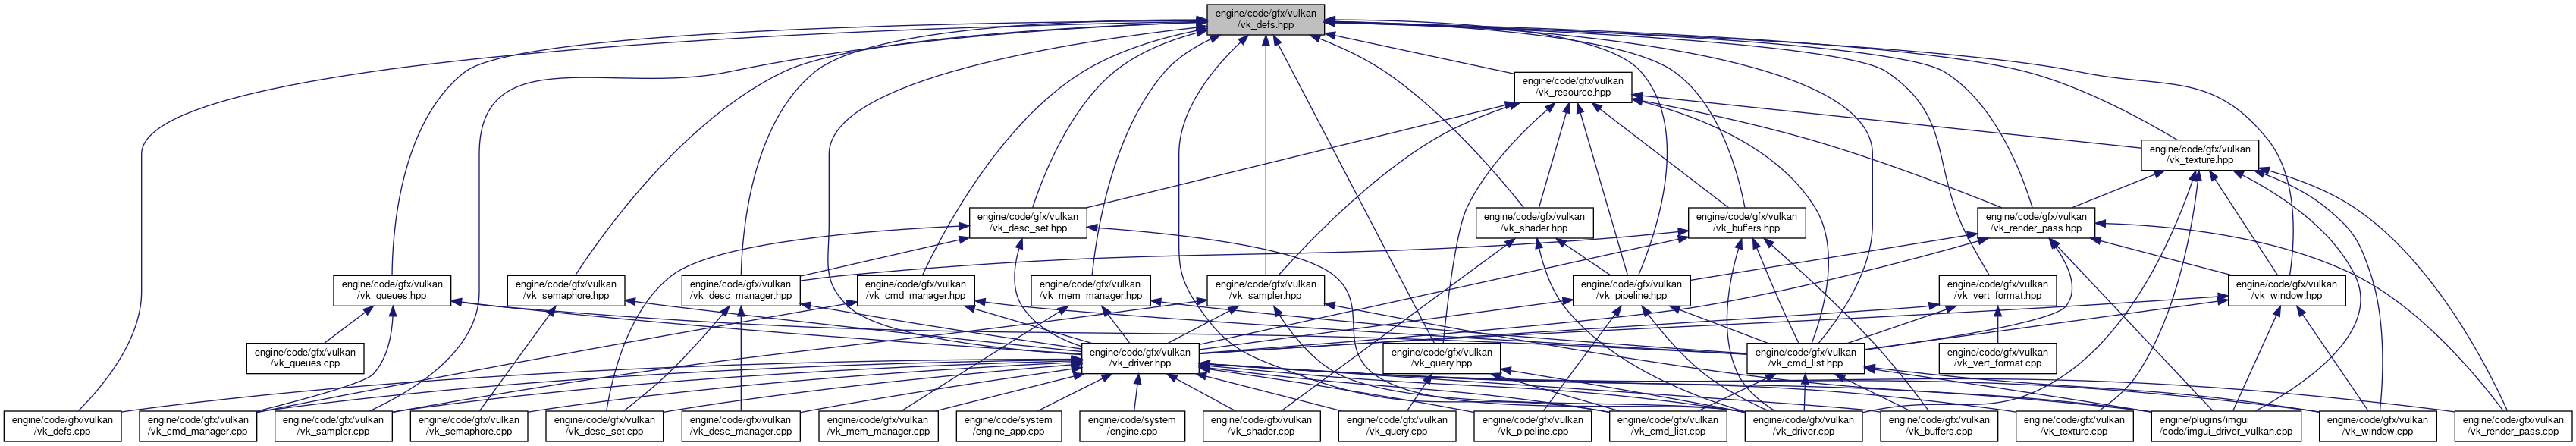 engine/code/gfx/vulkan
/vk_defs.hpp
engine/code/gfx/vulkan
/vk_resource.hpp
engine/code/gfx/vulkan
/vk_texture.hpp
engine/code/gfx/vulkan
/vk_desc_set.hpp
engine/code/gfx/vulkan
/vk_shader.hpp
engine/code/gfx/vulkan
/vk_buffers.hpp
engine/code/gfx/vulkan
/vk_render_pass.hpp
engine/code/gfx/vulkan
/vk_queues.hpp
engine/code/gfx/vulkan
/vk_semaphore.hpp
engine/code/gfx/vulkan
/vk_desc_manager.hpp
engine/code/gfx/vulkan
/vk_cmd_manager.hpp
engine/code/gfx/vulkan
/vk_mem_manager.hpp
engine/code/gfx/vulkan
/vk_sampler.hpp
engine/code/gfx/vulkan
/vk_pipeline.hpp
engine/code/gfx/vulkan
/vk_vert_format.hpp
engine/code/gfx/vulkan
/vk_window.hpp
engine/code/gfx/vulkan
/vk_queues.cpp
engine/code/gfx/vulkan
/vk_driver.hpp
engine/code/gfx/vulkan
/vk_query.hpp
engine/code/gfx/vulkan
/vk_cmd_list.hpp
engine/code/gfx/vulkan
/vk_vert_format.cpp
engine/code/gfx/vulkan
/vk_defs.cpp
engine/code/gfx/vulkan
/vk_cmd_manager.cpp
engine/code/gfx/vulkan
/vk_sampler.cpp
engine/code/gfx/vulkan
/vk_semaphore.cpp
engine/code/gfx/vulkan
/vk_desc_set.cpp
engine/code/gfx/vulkan
/vk_desc_manager.cpp
engine/code/gfx/vulkan
/vk_mem_manager.cpp
engine/code/system
/engine_app.cpp
engine/code/system
/engine.cpp
engine/code/gfx/vulkan
/vk_shader.cpp
engine/code/gfx/vulkan
/vk_query.cpp
engine/code/gfx/vulkan
/vk_pipeline.cpp
engine/code/gfx/vulkan
/vk_cmd_list.cpp
engine/code/gfx/vulkan
/vk_driver.cpp
engine/code/gfx/vulkan
/vk_buffers.cpp
engine/code/gfx/vulkan
/vk_texture.cpp
engine/plugins/imgui
/code/imgui_driver_vulkan.cpp
engine/code/gfx/vulkan
/vk_window.cpp
engine/code/gfx/vulkan
/vk_render_pass.cpp